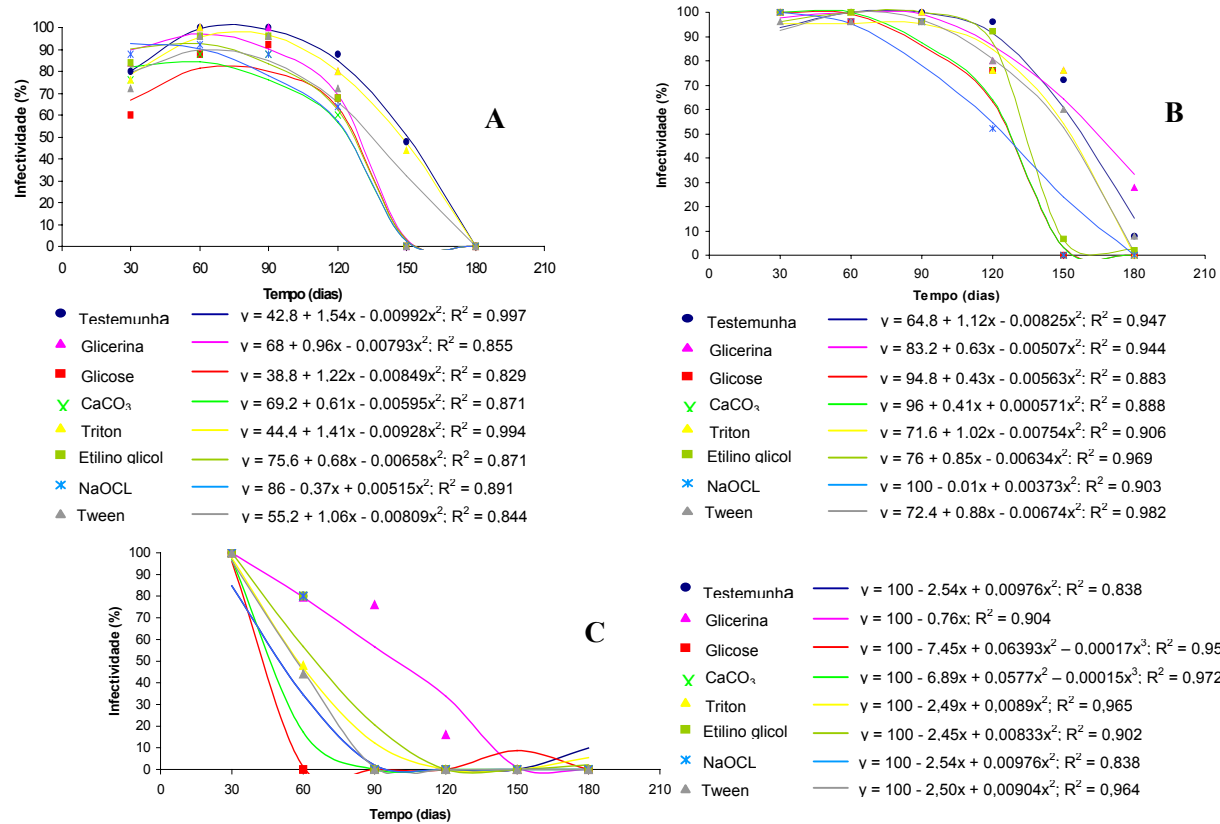 A
Infectividade (%)
100
90
80
70
60
50
40
30
20
10
0
0 30 60 90 120 150 180 210
Tempo (dias)
Testemunha y = 42,8 + 1,54x - 0,00992x²; R² = 0,997
Glicerina y = 68 + 0,96x - 0,00793x²; R² = 0,855
Glicose y = 38,8 + 1,22x - 0,00849x²; R² = 0,829
CaCO₃ y = 69,2 + 0,61x - 0,00595x²; R² = 0,871
Triton y = 44,4 + 1,41x - 0,00928x²; R² = 0,994
Etilino glicol y = 75,6 + 0,68x - 0,00658x²; R² = 0,871
NaOCL y = 86 - 0,37x + 0,00515x²; R² = 0,891
Tween y = 55,2 + 1,06x - 0,00809x²; R² = 0,844
B
Infectividade (%)
100
90
80
70
60
50
40
30
20
10
0
0 30 60 90 120 150 180 210
Tempo (dias)
Testemunha y = 64,8 + 1,12x - 0,00825x²; R² = 0,947
Glicerina y = 83,2 + 0,63x - 0,00507x²; R² = 0,944
Glicose y = 94,8 + 0,43x - 0,00563x²; R² = 0,883
CaCO₃ y = 96 + 0,41x + 0,000571x²; R² = 0,888
Triton y = 71,6 + 1,02x - 0,00754x²; R² = 0,906
Etilino glicol y = 76 + 0,85x - 0,00634x²: R² = 0,969
NaOCL y = 100 - 0,01x + 0,00373x²; R² = 0,903
Tween y = 72,4 + 0,88x - 0,00674x²: R² = 0,982
C
Infectividade (%)
100
90
80
70
60
50
40
30
20
10
0
0 30 60 90 120 150 180 210
Tempo (dias)
Testemunha y = 100 - 2,54x + 0,00976x²; R² = 0,838
Glicerina y = 100 - 0,76x; R² = 0,904
Glicose y = 100 - 7,45x + 0,06393x² – 0,00017x³; R² = 0,95
CaCO₃ y = 100 - 6,89x + 0,0577x² – 0,00015x³; R² = 0,972
Triton y = 100 - 2,49x + 0,0089x²; R² = 0,965
Etilino glicol y = 100 - 2,45x + 0,00833x²; R² = 0,902
NaOCL y = 100 - 2,54x + 0,00976x²; R² = 0,838
Tween y = 100 - 2,50x + 0,00904x²; R² = 0,964